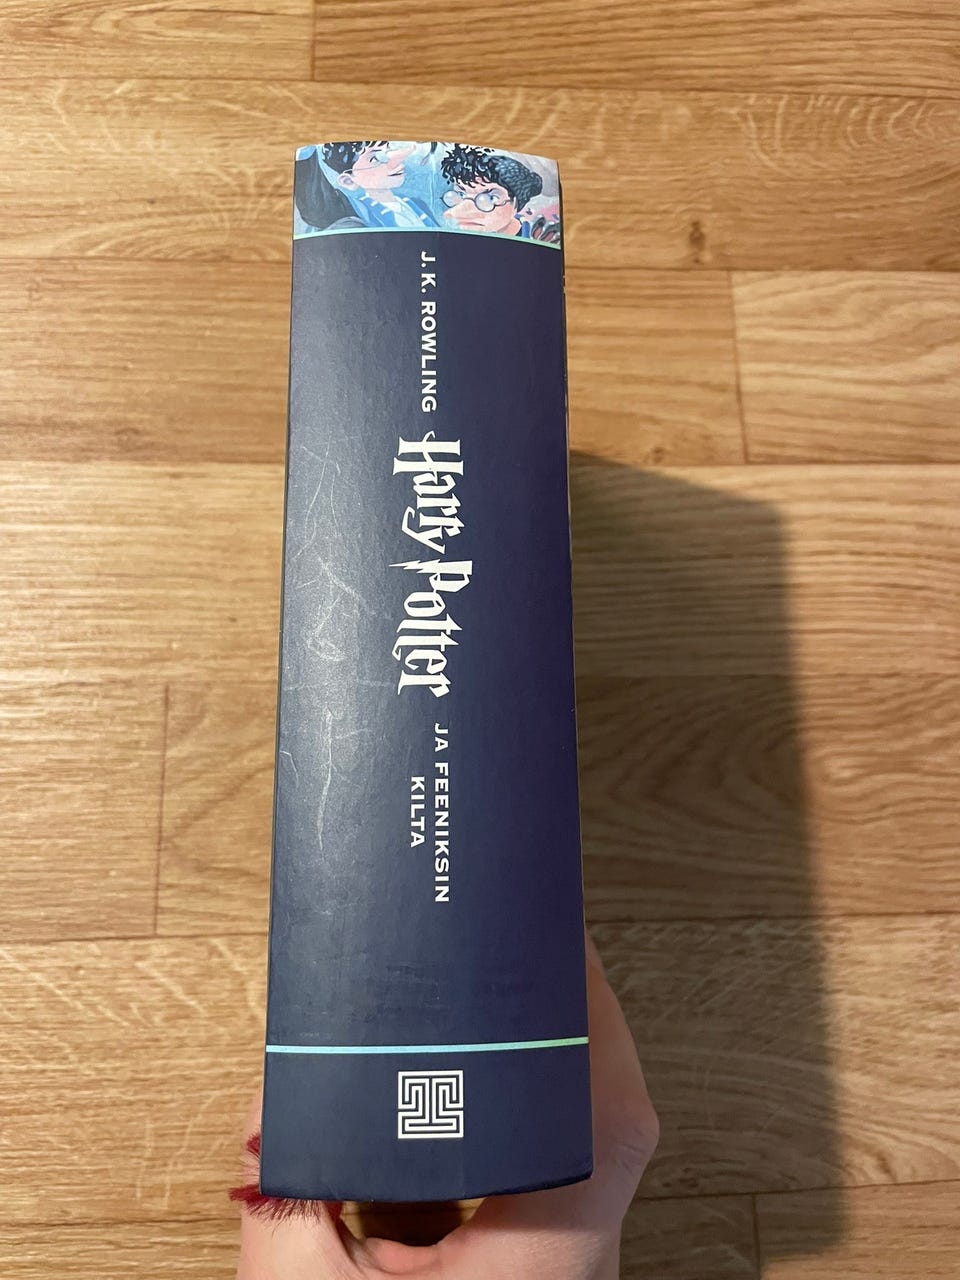 J. K. ROWLING
Harry Potter
JA FEENIKSIN
KILTA